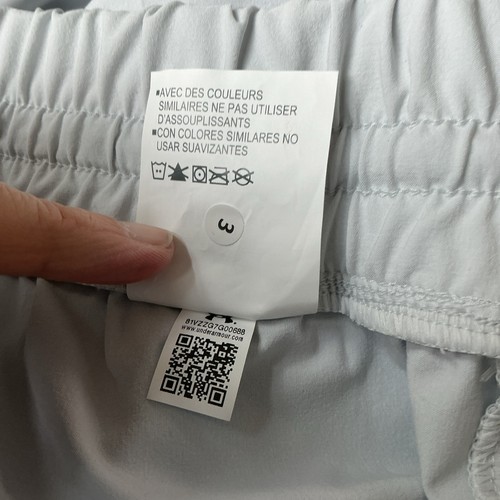 ▪AVEC DES COULEURS
SIMILAIRES NE PAS UTILISER
D'ASSOUPLISSANTS
▪CON COLORES SIMILARES NO
USAR SUAVIZANTES
3
81VZZG7G00688
www.underarmour.com